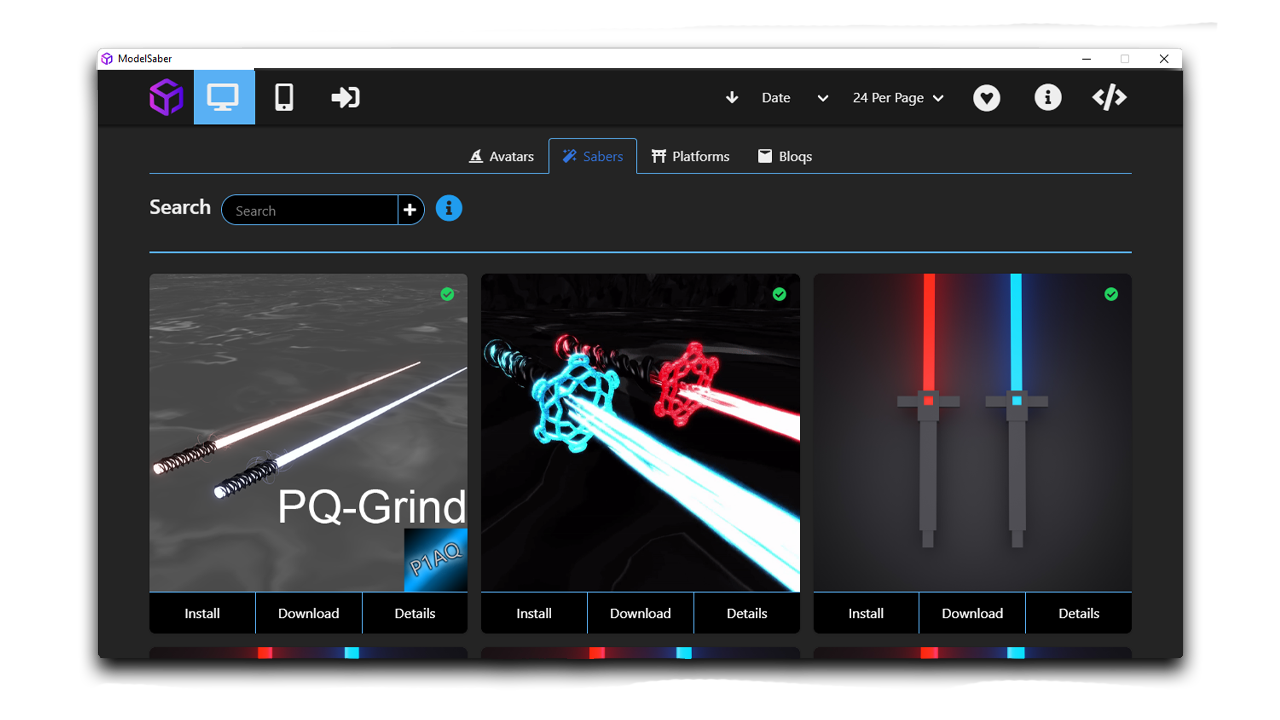 ModelSaber
Date
24 Per Page
Avatars
Sabers
Platforms
Bloqs
Search
Search
PQ-Grind
P1AQ
Install
Download
Details
Install
Download
Details
Install
Download
Details